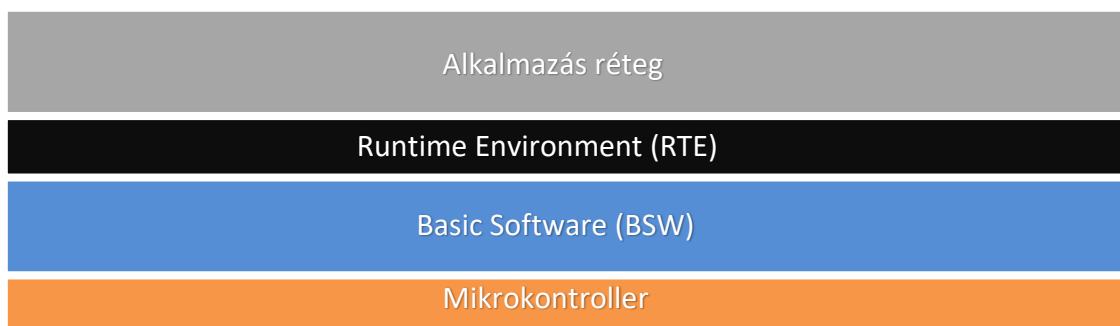 Alkalmazás réteg
Runtime Environment (RTE)
Basic Software (BSW)
Mikrokontroller